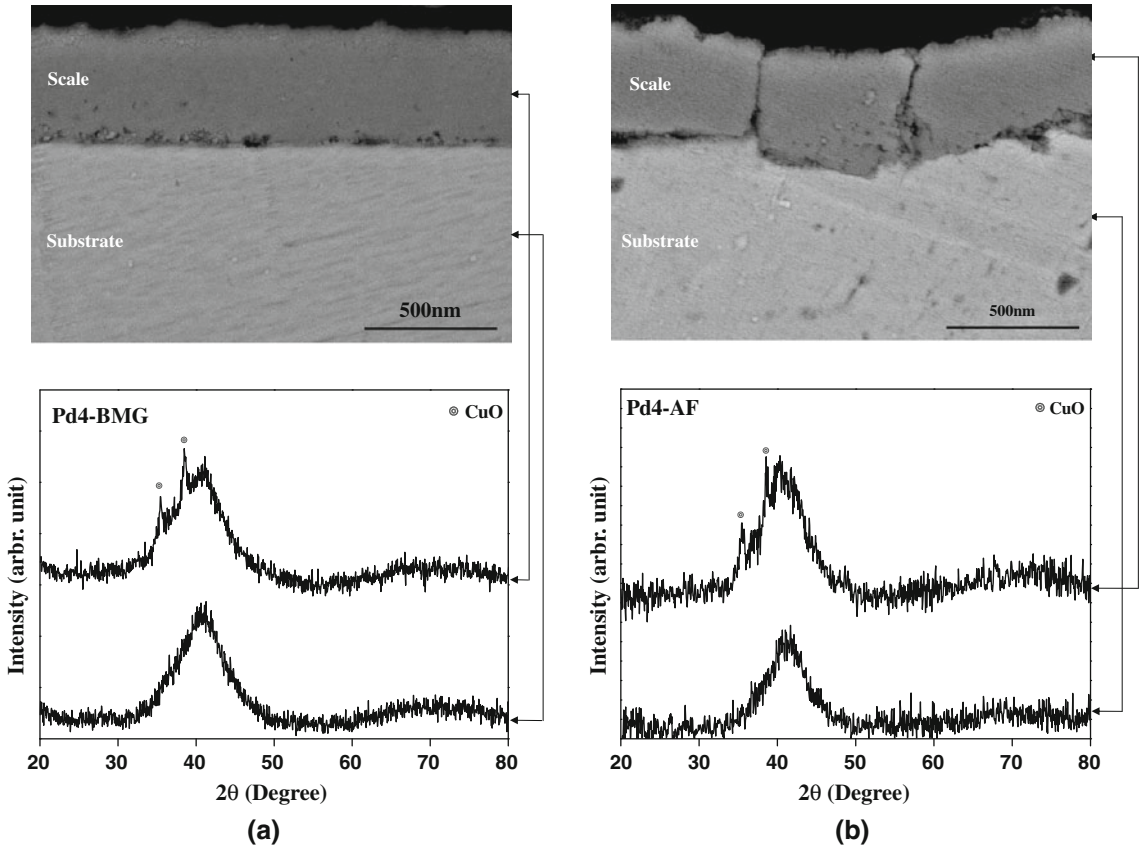 Scale
Substrate
500nm
Scale
Substrate
500nm
Pd4-BMG
⊚ CuO
Intensity (arbr. unit)
20 30 40 50 60 70 80
2θ (Degree)
(a)
Pd4-AF
⊚ CuO
Intensity (arbr. unit)
20 30 40 50 60 70 80
2θ (Degree)
(b)